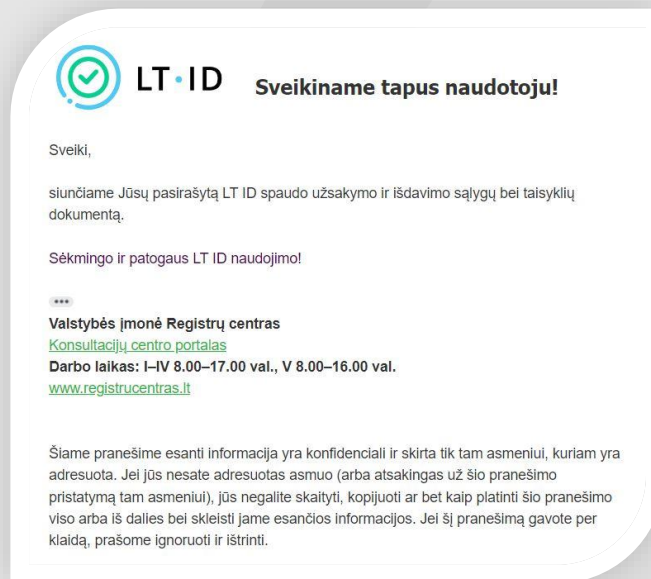 LT·ID Sveikiname tapus naudotoju!
Sveiki,
siunčiame Jūsų pasirašytą LT ID spaudo užsakymo ir išdavimo sąlygų bei taisyklių
dokumentą.
Sėkmingo ir patogaus LT ID naudojimo!
Valstybės įmonė Registrų centras
Konsultacijų centro portalas
Darbo laikas: I–IV 8.00–17.00 val., V 8.00–16.00 val.
www.registrucentras.lt
Šiame pranešime esanti informacija yra konfidenciali ir skirta tik tam asmeniui, kuriam yra
adresuota. Jei jūs nesate adresuotas asmuo (arba atsakingas už šio pranešimo
pristatymą tam asmeniui), jūs negalite skaityti, kopijuoti ar bet kaip platinti šio pranešimo
viso arba iš dalies bei skleisti jame esančios informacijos. Jei šį pranešimą gavote per
klaidą, prašome ignoruoti ir ištrinti.